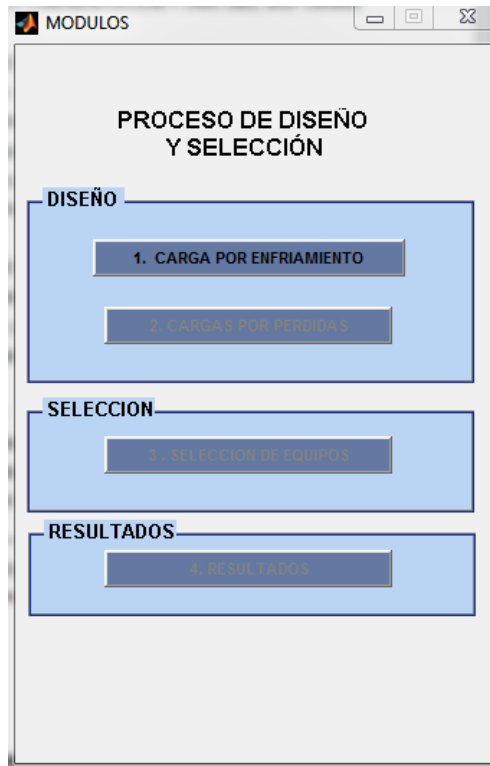 MODULOS
PROCESO DE DISEÑO
Y SELECCIÓN
DISEÑO
1. CARGA POR ENFRIAMIENTO
2. CARGAS POR PERDIDAS
SELECCION
3 . SELECCION DE EQUIPOS
RESULTADOS
4. RESULTADOS